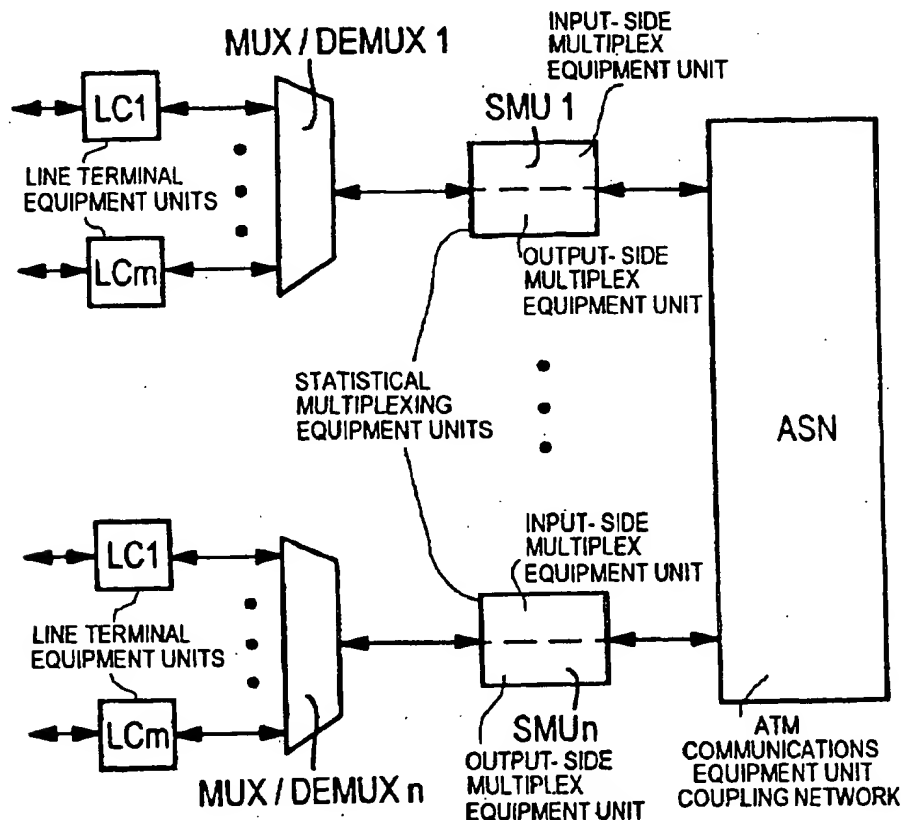 MUX / DEMUX 1
INPUT- SIDE
MULTIPLEX
EQUIPMENT UNIT
SMU 1
LC1
LINE TERMINAL
EQUIPMENT UNITS
LCm
OUTPUT- SIDE
MULTIPLEX
EQUIPMENT UNIT
STATISTICAL
MULTIPLEXING
EQUIPMENT UNITS
ASN
INPUT- SIDE
MULTIPLEX
EQUIPMENT UNIT
LC1
LINE TERMINAL
EQUIPMENT UNITS
LCm
MUX / DEMUX n
SMUn
OUTPUT- SIDE
MULTIPLEX
EQUIPMENT UNIT
ATM
COMMUNICATIONS
EQUIPMENT UNIT
COUPLING NETWORK